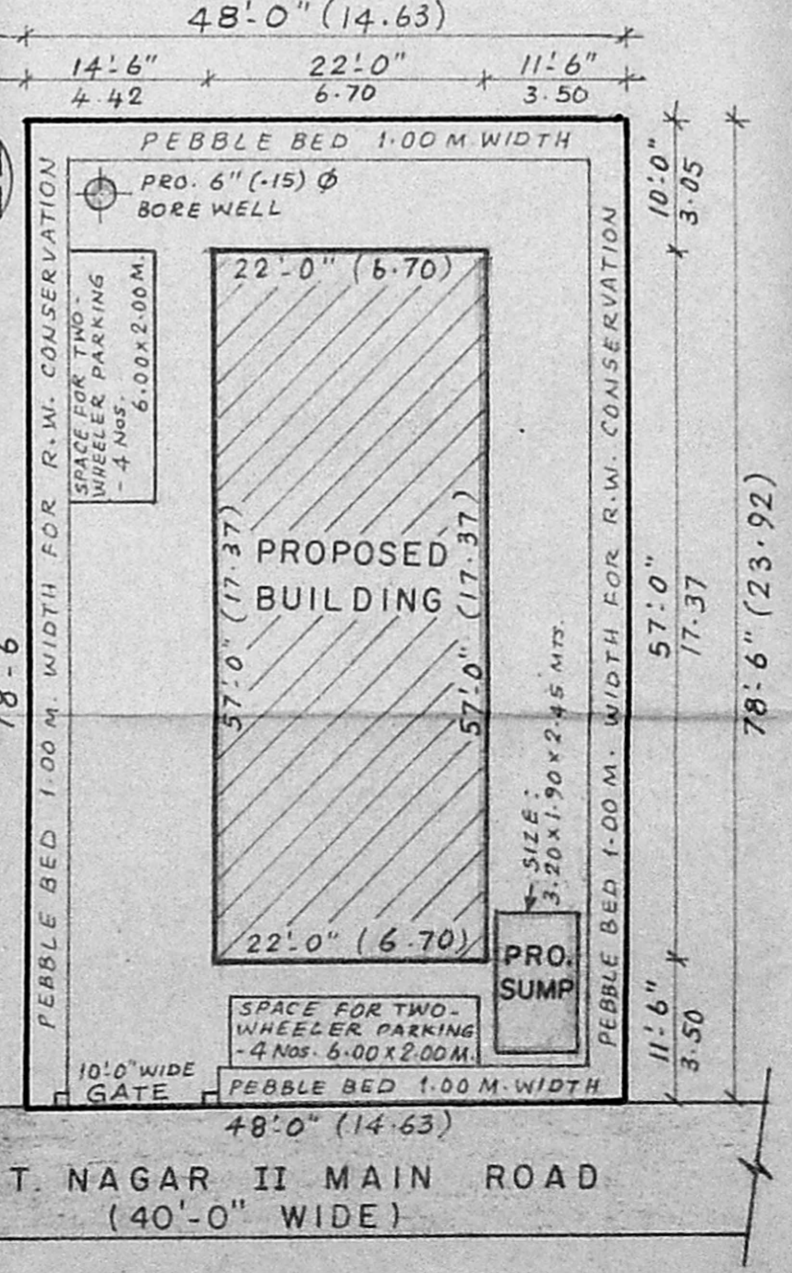 48'-0" (14.63)
14'-6" 22'-0" 11'-6"
4.42 6.70 3.50
PEBBLE BED 1.00 M. WIDTH
PRO. 6" (.15) Ø
BORE WELL
10'-0"
3.05
22'-0" (6.70)
PEBBLE BED 1.00 M. WIDTH FOR R.W. CONSERVATION
SPACE FOR TWO-
WHEELER PARKING
- 4 NOS.
6.00 x 2.00 M.
57'-0" (17.37)
PROPOSED
BUILDING
57'-0" (17.37)
PEBBLE BED 1.00 M. WIDTH FOR R.W. CONSERVATION
57'-0"
17.37
78'-6" (23.92)
SIZE:
3.20 x 1.90 x 2.45 MTS.
22'-0" (6.70)
PRO.
SUMP
SPACE FOR TWO-
WHEELER PARKING
- 4 Nos. 6.00 x 2.00 M.
11'-6"
3.50
10'-0" WIDE
GATE
PEBBLE BED 1.00 M. WIDTH
48'-0" (14.63)
T. NAGAR II MAIN ROAD
(40'-0" WIDE)